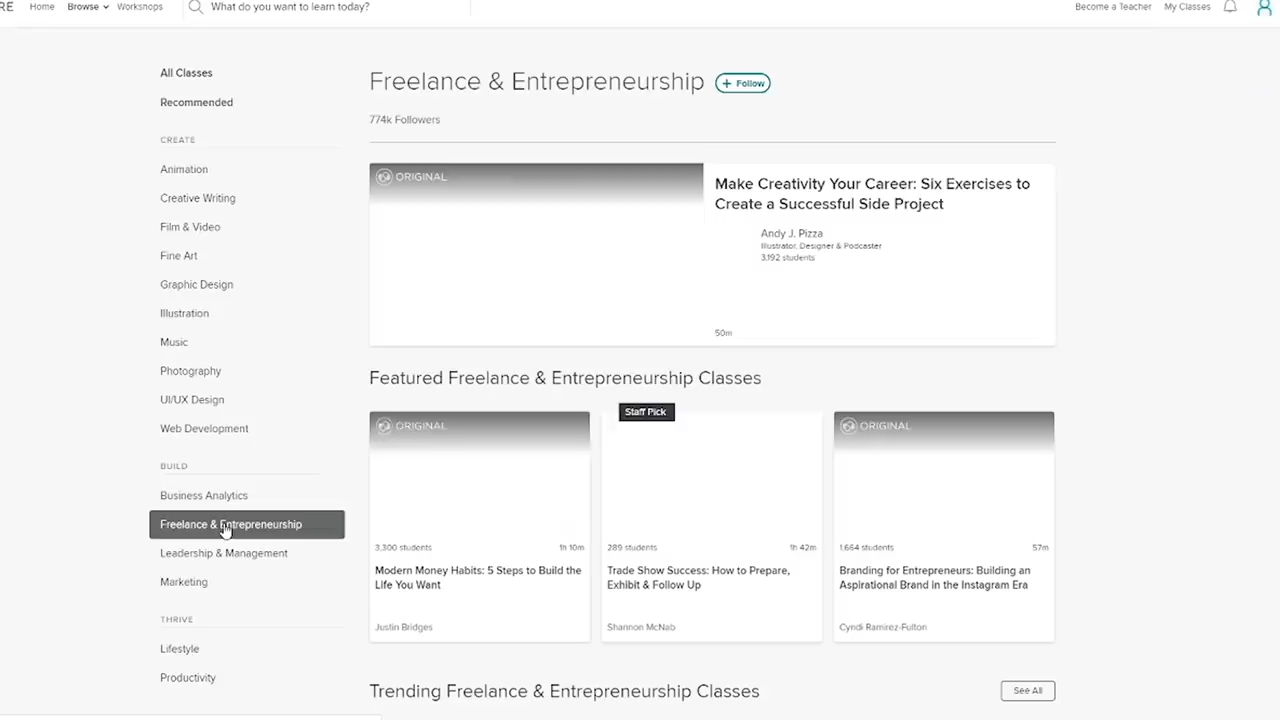 RE Home Browse Workshops What do you want to learn today? Become a Teacher My Classes
All Classes
Recommended
CREATE
Animation
Creative Writing
Film & Video
Fine Art
Graphic Design
Illustration
Music
Photography
UI/UX Design
Web Development
BUILD
Business Analytics
Freelance & Entrepreneurship
Leadership & Management
Marketing
THRIVE
Lifestyle
Productivity
Freelance & Entrepreneurship + Follow
774k Followers
ORIGINAL
Make Creativity Your Career: Six Exercises to
Create a Successful Side Project
Andy J. Pizza
Illustrator, Designer & Podcaster
3,192 students
50m
Featured Freelance & Entrepreneurship Classes
ORIGINAL
3,300 students 1h 10m
Modern Money Habits: 5 Steps to Build the
Life You Want
Justin Bridges
Staff Pick
289 students 1h 42m
Trade Show Success: How to Prepare,
Exhibit & Follow Up
Shannon McNab
ORIGINAL
1,664 students 57m
Branding for Entrepreneurs: Building an
Aspirational Brand in the Instagram Era
Cyndi Ramirez-Fulton
Trending Freelance & Entrepreneurship Classes See All